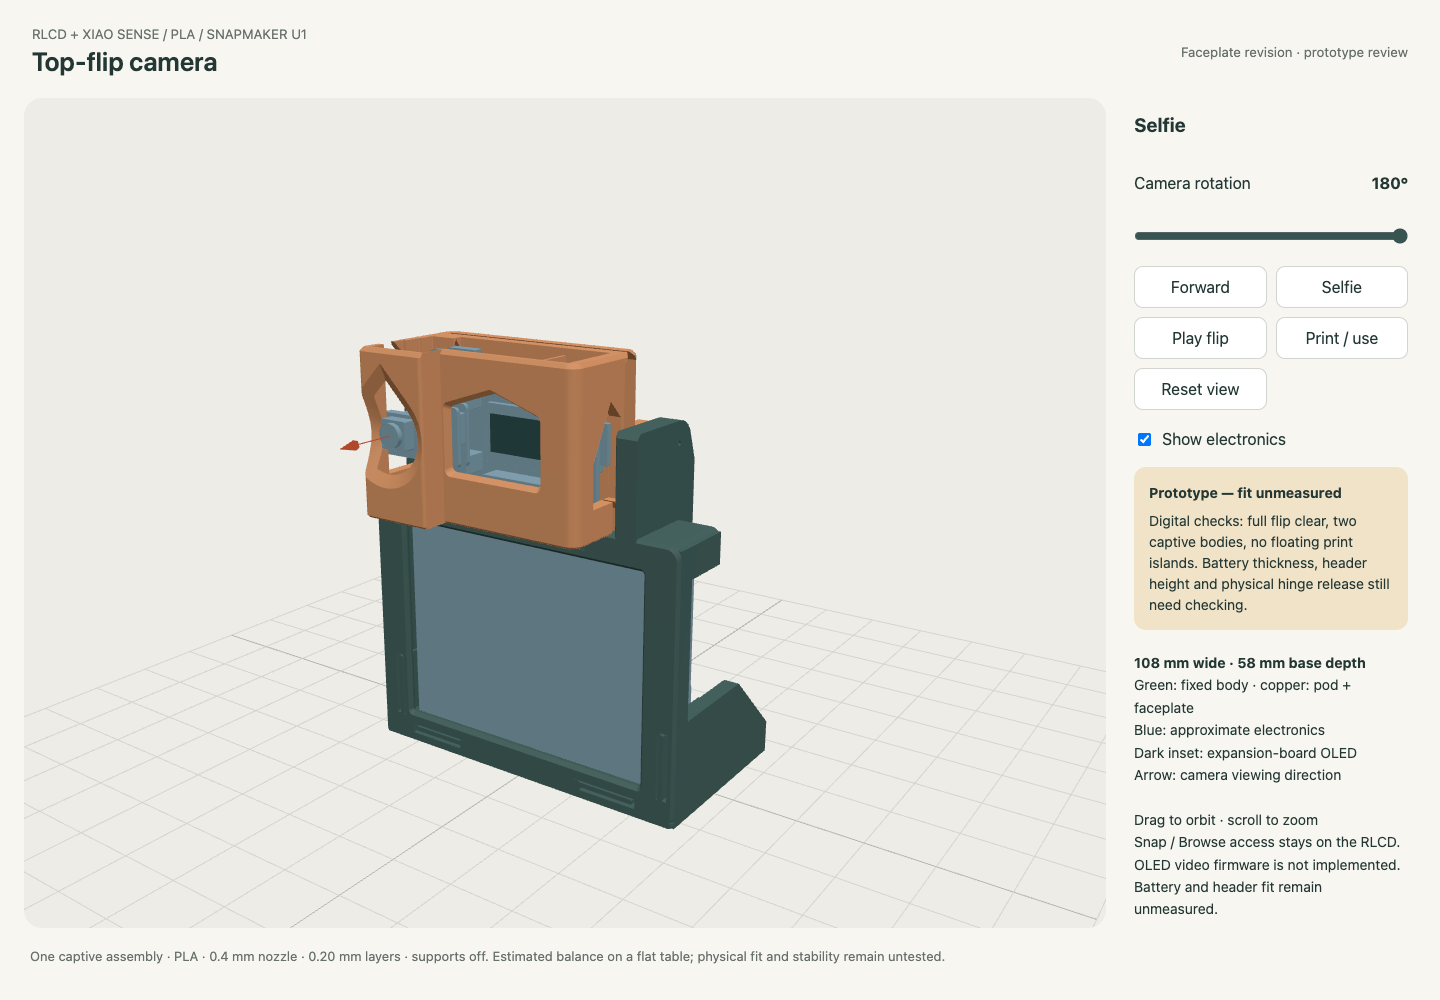 RLCD + XIAO SENSE / PLA / SNAPMAKER U1
Top-flip camera
Faceplate revision · prototype review
Selfie
Camera rotation 180°
Forward
Selfie
Play flip
Print / use
Reset view
Show electronics
Prototype — fit unmeasured
Digital checks: full flip clear, two
captive bodies, no floating print
islands. Battery thickness, header
height and physical hinge release still
need checking.
108 mm wide · 58 mm base depth
Green: fixed body · copper: pod +
faceplate
Blue: approximate electronics
Dark inset: expansion-board OLED
Arrow: camera viewing direction
Drag to orbit · scroll to zoom
Snap / Browse access stays on the RLCD.
OLED video firmware is not implemented.
Battery and header fit remain
unmeasured.
One captive assembly · PLA · 0.4 mm nozzle · 0.20 mm layers · supports off. Estimated balance on a flat table; physical fit and stability remain untested.